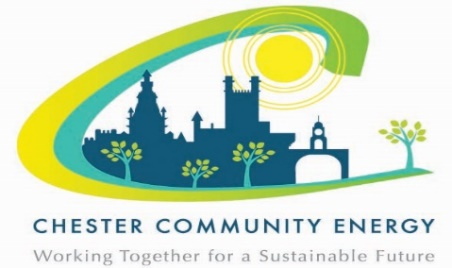 CHESTER COMMUNITY ENERGY
Working Together for a Sustainable Future